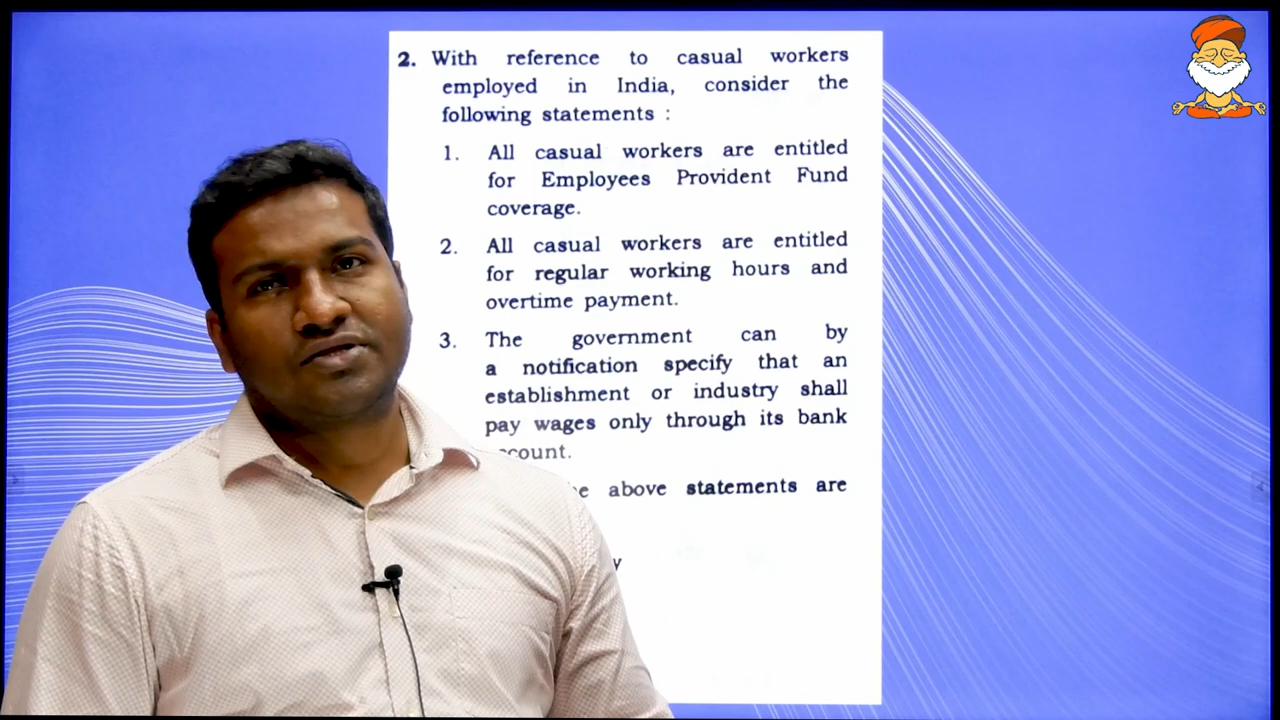 2. With reference to casual workers
employed in India, consider the
following statements :
1. All casual workers are entitled
for Employees Provident Fund
coverage.
2. All casual workers are entitled
for regular working hours and
overtime payment.
3. The government can by
a notification specify that an
establishment or industry shall
pay wages only through its bank
above statements are